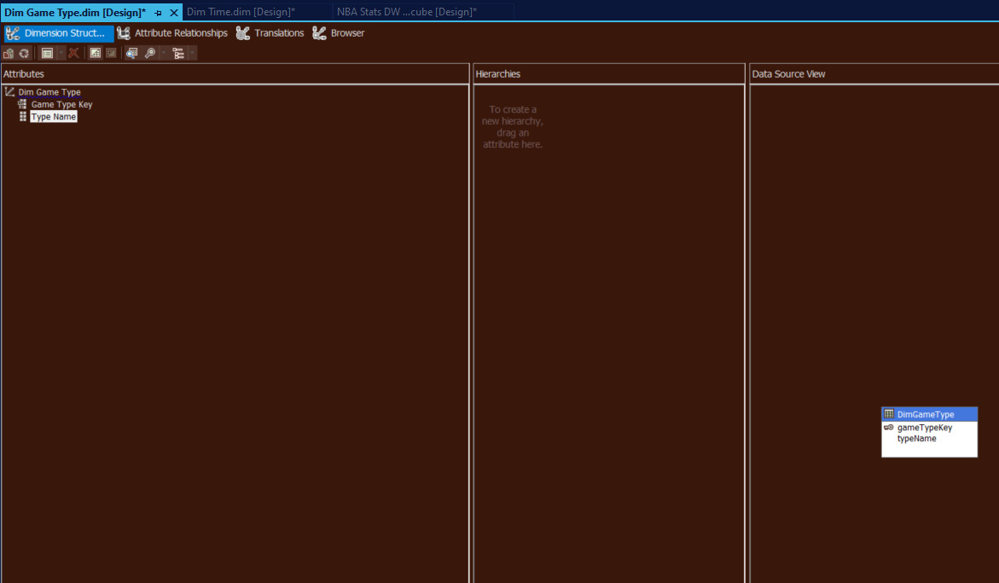 Dim Game Type.dim [Design]* Dim Time.dim [Design]* NBA Stats DW ...cube [Design]*
Dimension Struct... Attribute Relationships Translations Browser
Attributes Hierarchies Data Source View
Dim Game Type
Game Type Key
Type Name
To create a
new hierarchy,
drag an
attribute here.
DimGameType
gameTypeKey
typeName